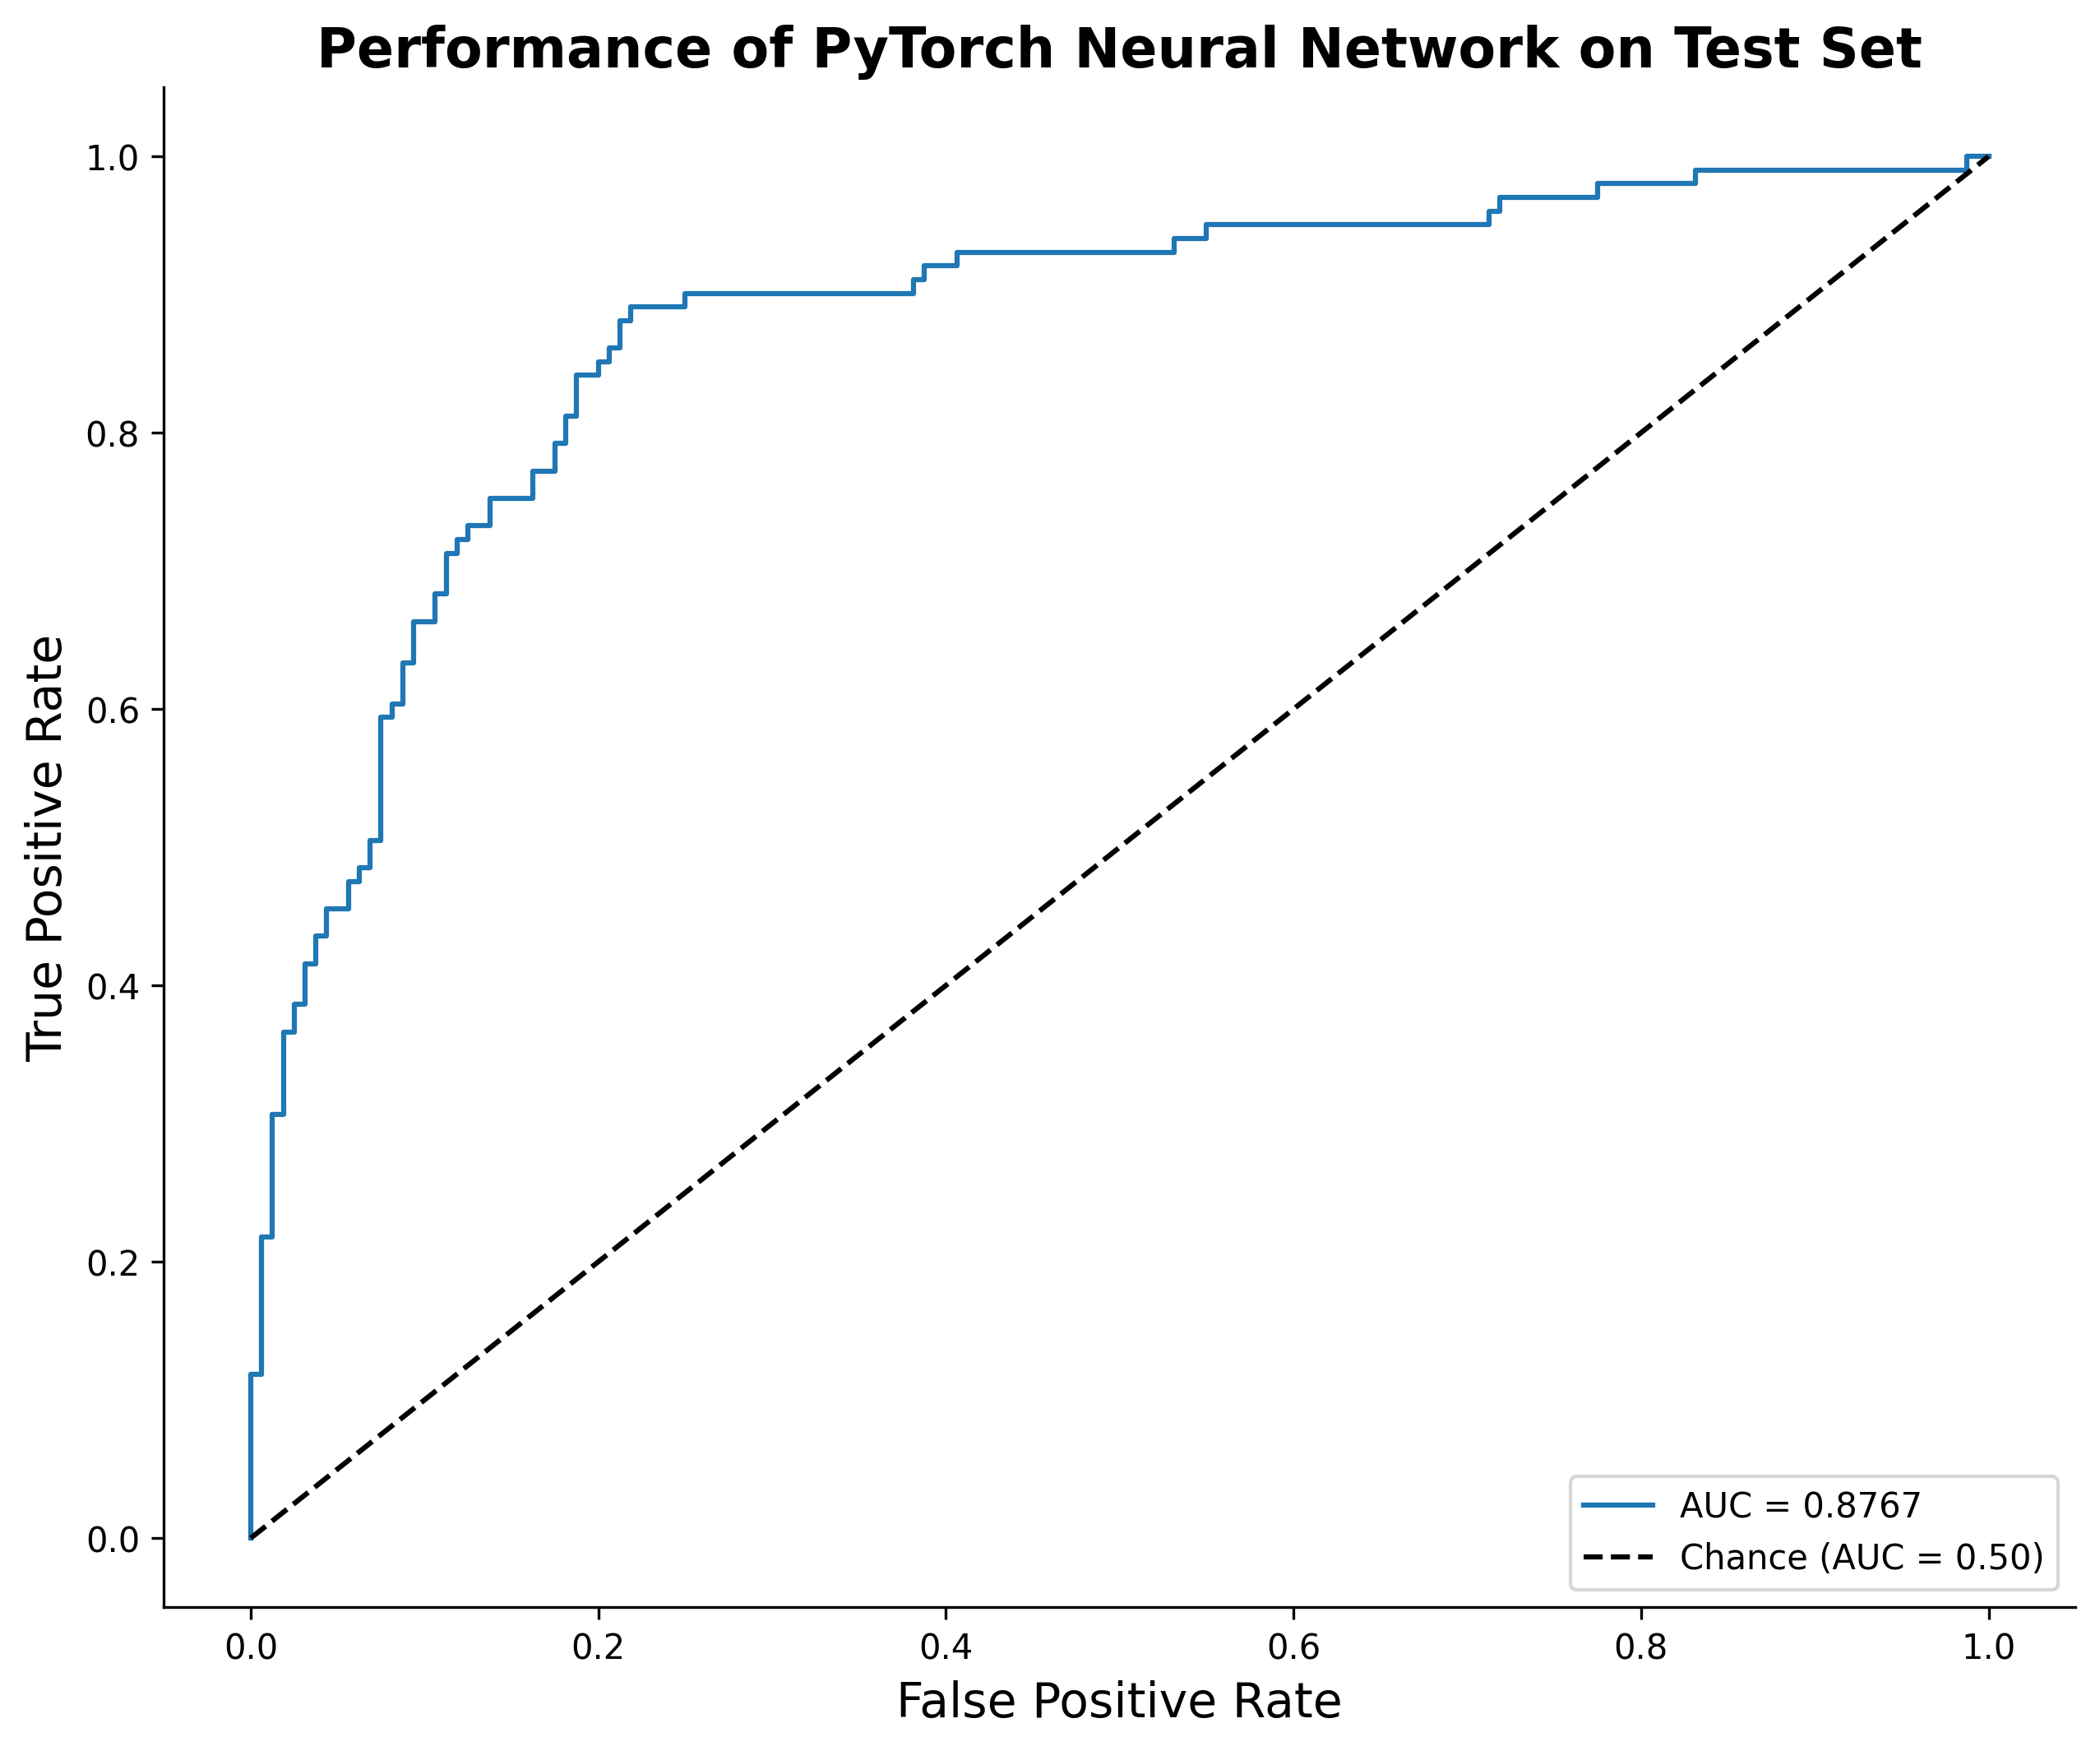 Performance of PyTorch Neural Network on Test Set
True Positive Rate
1.0
0.8
0.6
0.4
0.2
0.0
AUC = 0.8767
Chance (AUC = 0.50)
0.0 0.2 0.4 0.6 0.8 1.0
False Positive Rate